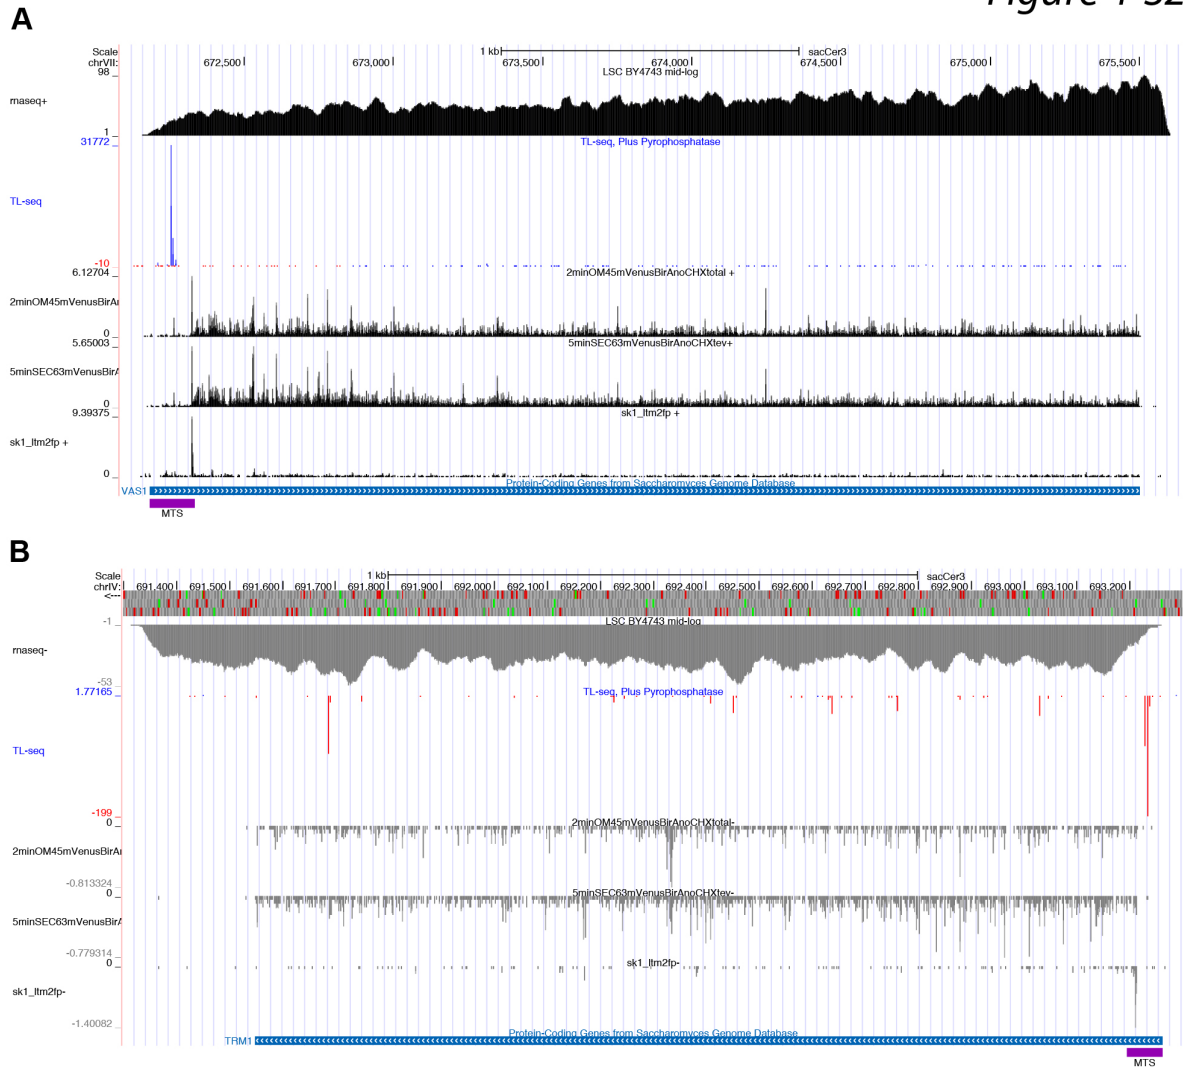 A
Scale
1 kb
sacCer3
chrVII:
672,500
673,000
673,500
674,000
674,500
675,000
675,500
LSC BY4743 mid-log
98
rnaseq+
1
TL-seq, Plus Pyrophosphatase
31772
TL-seq
-10
2minOM45mVenusBirAnoCHXtotal +
6.12704
2minOM45mVenusBirA
0
5minSEC63mVenusBirAnoCHXtev+
5.65003
5minSEC63mVenusBirA
0
sk1_ltm2fp +
9.39375
sk1_ltm2fp +
0
Protein-Coding Genes from Saccharomyces Genome Database
VAS1
MTS
B
Scale
1 kb
sacCer3
chrIV:
691,400
691,500
691,600
691,700
691,800
691,900
692,000
692,100
692,200
692,300
692,400
692,500
692,600
692,700
692,800
692,900
693,000
693,100
693,200
<---
LSC BY4743 mid-log
-1
rnaseq-
-53
TL-seq, Plus Pyrophosphatase
1.77165
TL-seq
-199
2minOM45mVenusBirAnoCHXtotal-
0
2minOM45mVenusBirA
-0.813324
5minSEC63mVenusBirAnoCHXtev-
0
5minSEC63mVenusBirA
-0.779314
sk1_ltm2fp-
0
sk1_ltm2fp-
-1.40082
Protein-Coding Genes from Saccharomyces Genome Database
TRM1
MTS